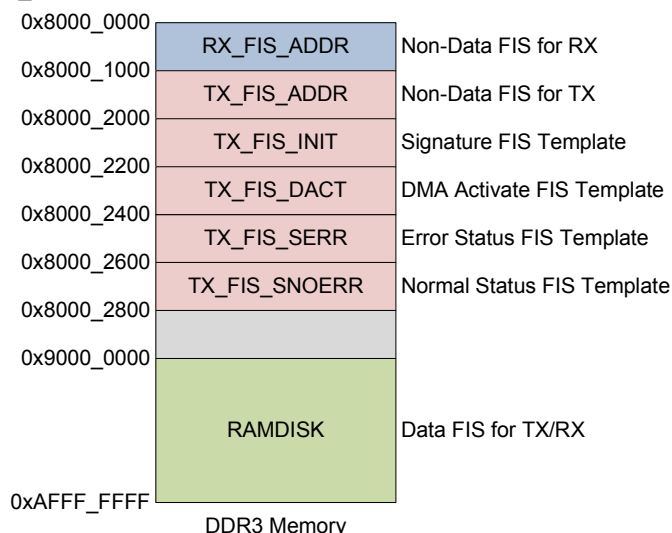 0x8000_0000
RX_FIS_ADDR Non-Data FIS for RX
0x8000_1000
TX_FIS_ADDR Non-Data FIS for TX
0x8000_2000
TX_FIS_INIT Signature FIS Template
0x8000_2200
TX_FIS_DACT DMA Activate FIS Template
0x8000_2400
TX_FIS_SERR Error Status FIS Template
0x8000_2600
TX_FIS_SNOERR Normal Status FIS Template
0x8000_2800
0x9000_0000
RAMDISK Data FIS for TX/RX
0xAFFF_FFFF
DDR3 Memory